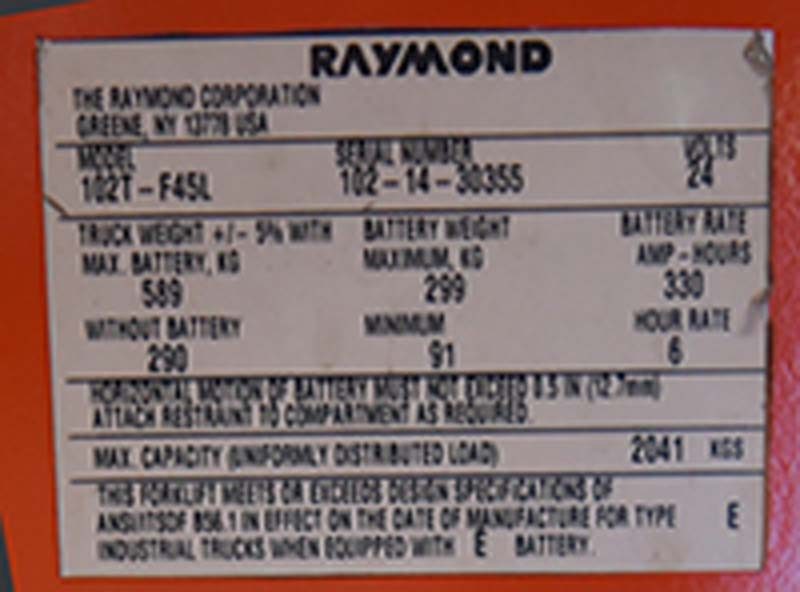 RAYMOND
THE RAYMOND CORPORATION
GREENE, NY 13778 USA
MODEL SERIAL NUMBER VOLTS
102T-F45L 102-14-30355 24
TRUCK WEIGHT +/- 5% WITH BATTERY WEIGHT BATTERY RATE
MAX. BATTERY, KG MAXIMUM, KG AMP-HOURS
589 299 330
WITHOUT BATTERY MINIMUM HOUR RATE
290 91 6
HORIZONTAL MOTION OF BATTERY MUST NOT EXCEED 0.5 IN (12.7mm)
ATTACH RESTRAINT TO COMPARTMENT AS REQUIRED.
MAX. CAPACITY (UNIFORMLY DISTRIBUTED LOAD) 2041 KGS
THIS FORKLIFT MEETS OR EXCEEDS DESIGN SPECIFICATIONS OF
ANSI/ITSDF B56.1 IN EFFECT ON THE DATE OF MANUFACTURE FOR TYPE E
INDUSTRIAL TRUCKS WHEN EQUIPPED WITH E BATTERY.